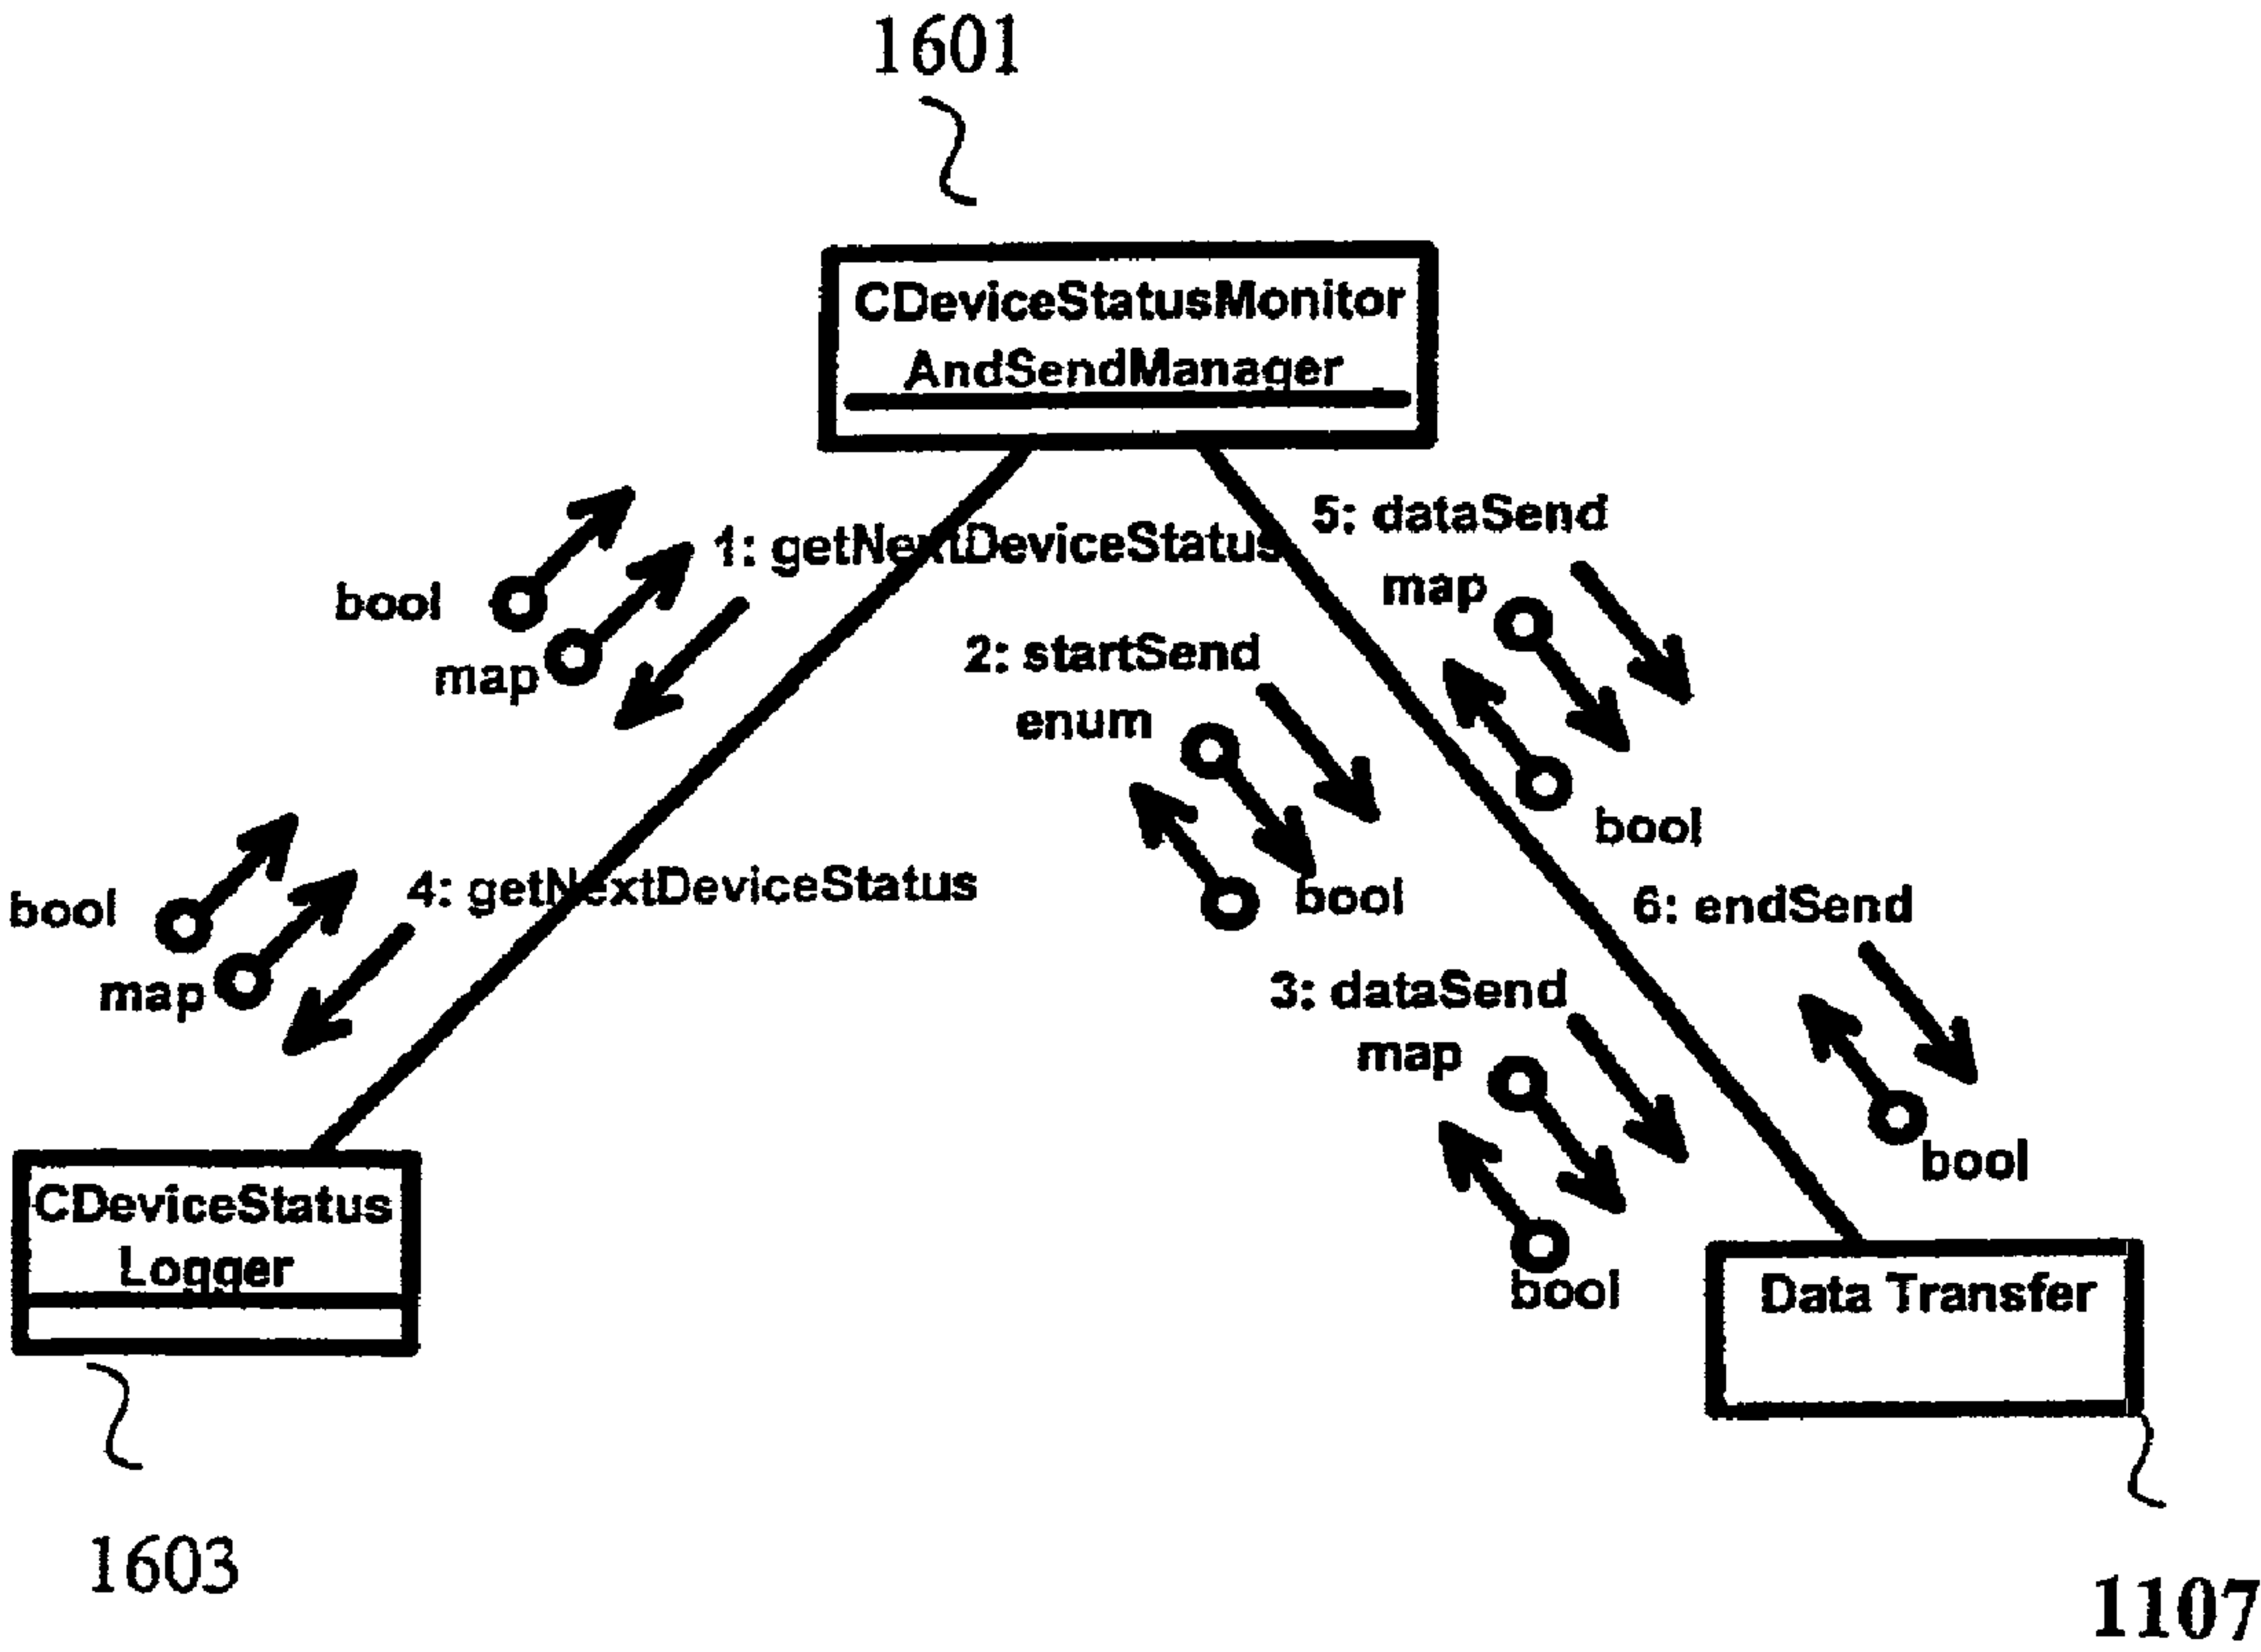 1601
CDeviceStatusMonitor
AndSendManager
5: dataSend
1: getNextDeviceStatus
map
bool
2: startSend
map
enum
bool
4: getNextDeviceStatus
bool
bool
6: endSend
3: dataSend
map
map
bool
CDeviceStatus
Logger
bool
Data Transfer
1603
1107